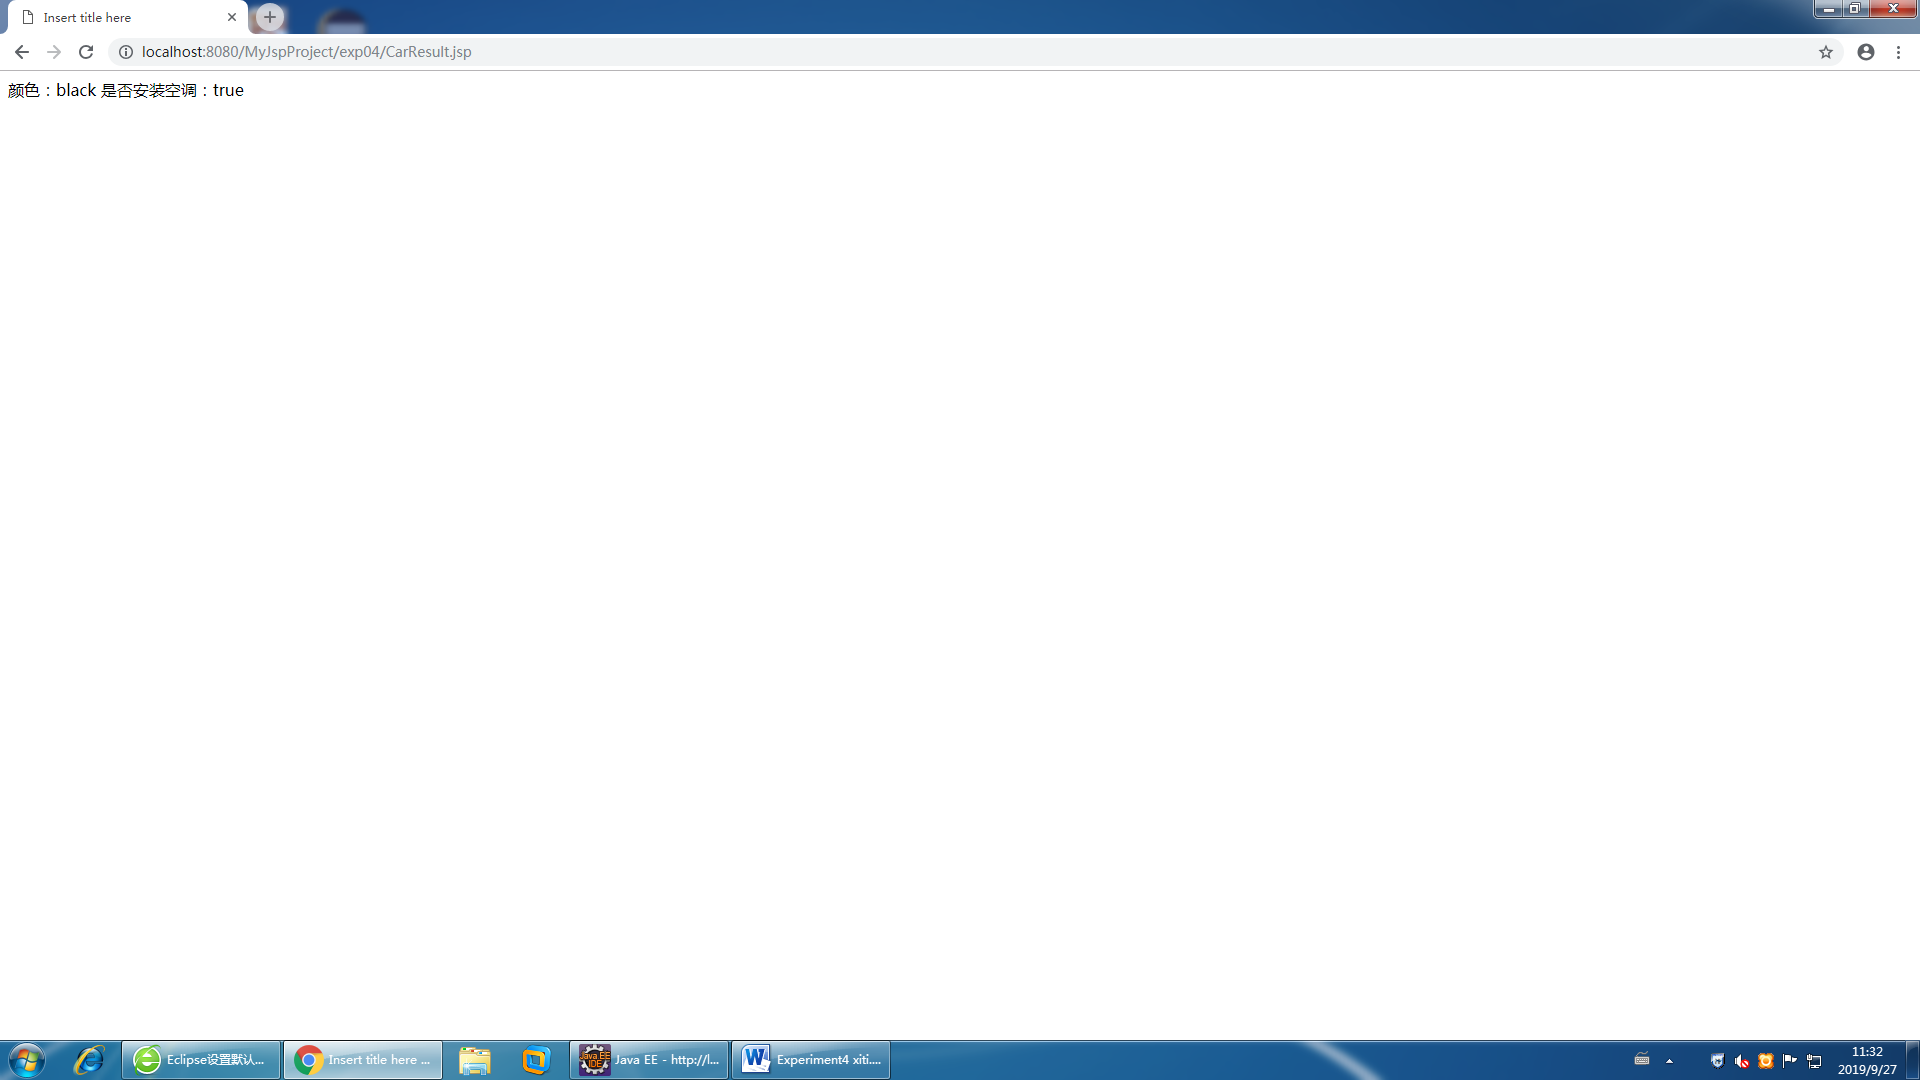 Insert title here
localhost:8080/MyJspProject/exp04/CarResult.jsp
颜色：black 是否安装空调：true
Eclipse设置默认...
Insert title here ...
Java EE - http://l...
Experiment4 xiti....
11:32
2019/9/27